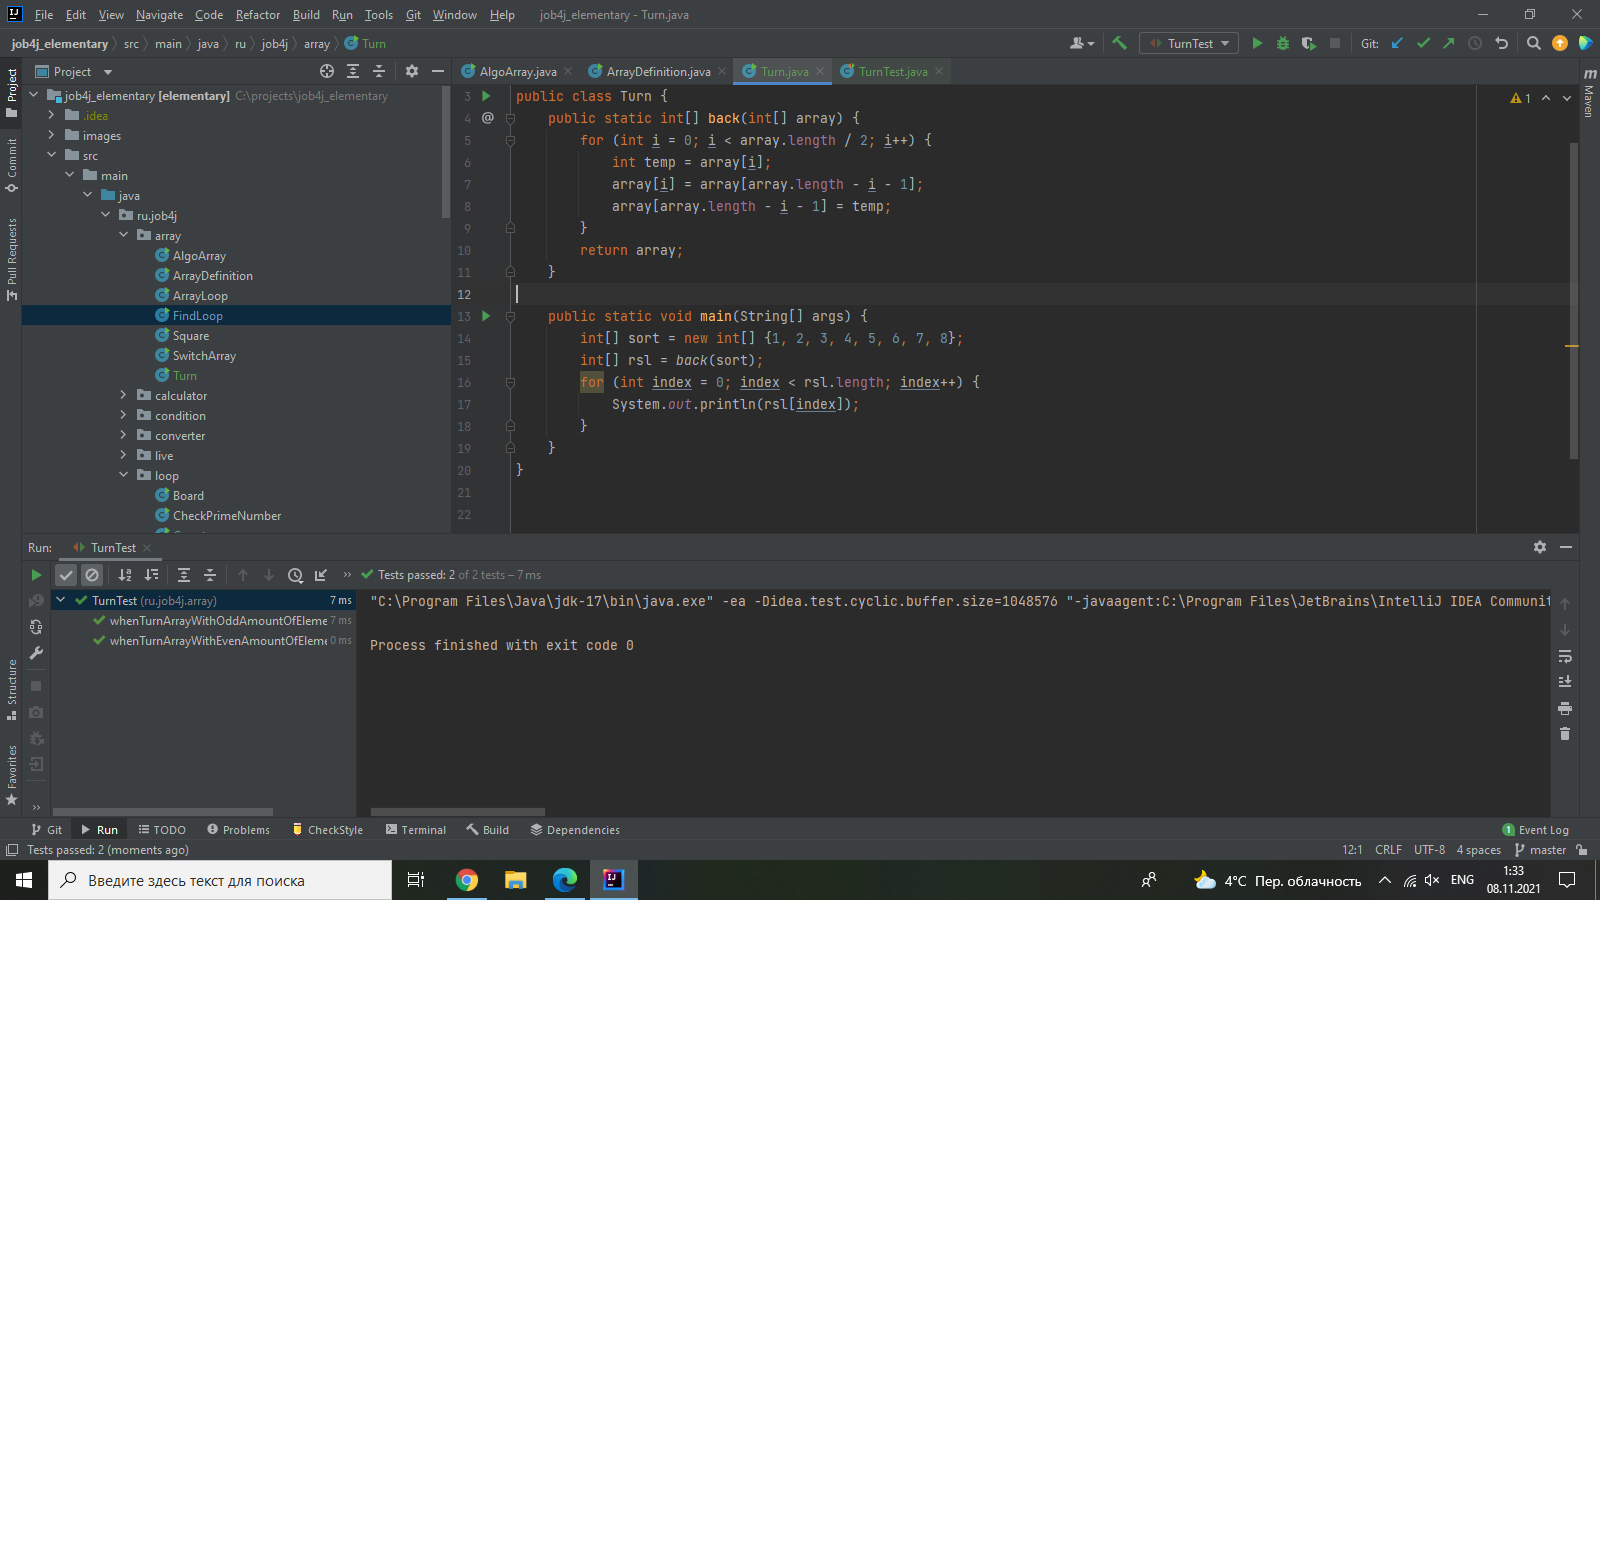 File Edit View Navigate Code Refactor Build Run Tools Git Window Help job4j_elementary - Turn.java
job4j_elementary src main java ru job4j array Turn TurnTest Git:
Project AlgoArray.java ArrayDefinition.java Turn.java TurnTest.java
Project
Commit
Pull Requests
Structure
Favorites
Maven
job4j_elementary [elementary] C:\projects\job4j_elementary
.idea
images
src
main
java
ru.job4j
array
AlgoArray
ArrayDefinition
ArrayLoop
FindLoop
Square
SwitchArray
Turn
calculator
condition
converter
live
loop
Board
CheckPrimeNumber
1
3 public class Turn {
4 @ public static int[] back(int[] array) {
5 for (int i = 0; i < array.length / 2; i++) {
6 int temp = array[i];
7 array[i] = array[array.length - i - 1];
8 array[array.length - i - 1] = temp;
9 }
10 return array;
11 }
12
13 public static void main(String[] args) {
14 int[] sort = new int[] {1, 2, 3, 4, 5, 6, 7, 8};
15 int[] rsl = back(sort);
16 for (int index = 0; index < rsl.length; index++) {
17 System.out.println(rsl[index]);
18 }
19 }
20 }
21
22
Run: TurnTest
Tests passed: 2 of 2 tests – 7 ms
TurnTest (ru.job4j.array) 7 ms
whenTurnArrayWithOddAmountOfEleme 7 ms
whenTurnArrayWithEvenAmountOfEleme 0 ms
"C:\Program Files\Java\jdk-17\bin\java.exe" -ea -Didea.test.cyclic.buffer.size=1048576 "-javaagent:C:\Program Files\JetBrains\IntelliJ IDEA Communit
Process finished with exit code 0
Git Run TODO Problems CheckStyle Terminal Build Dependencies 1 Event Log
Tests passed: 2 (moments ago) 12:1 CRLF UTF-8 4 spaces master
Введите здесь текст для поиска 4°C Пер. облачность ENG 1:33
08.11.2021